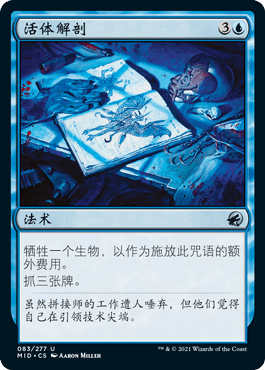 活体解剖 3
法术
牺牲一个生物，以作为施放此咒语的额
外费用。
抓三张牌。
虽然拼接师的工作遭人唾弃，但他们觉得
自己在引领技术尖端。
083/277 U
MID • CS AARON MILLER
™ & © 2021 Wizards of the Coast